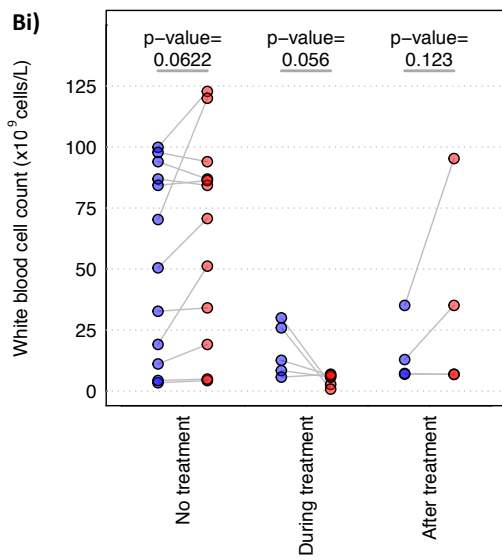 Bi)
p-value= p-value= p-value=
0.0622 0.056 0.123
White blood cell count (x10⁹cells/L)
125
100
75
50
25
0
No treatment
During treatment
After treatment